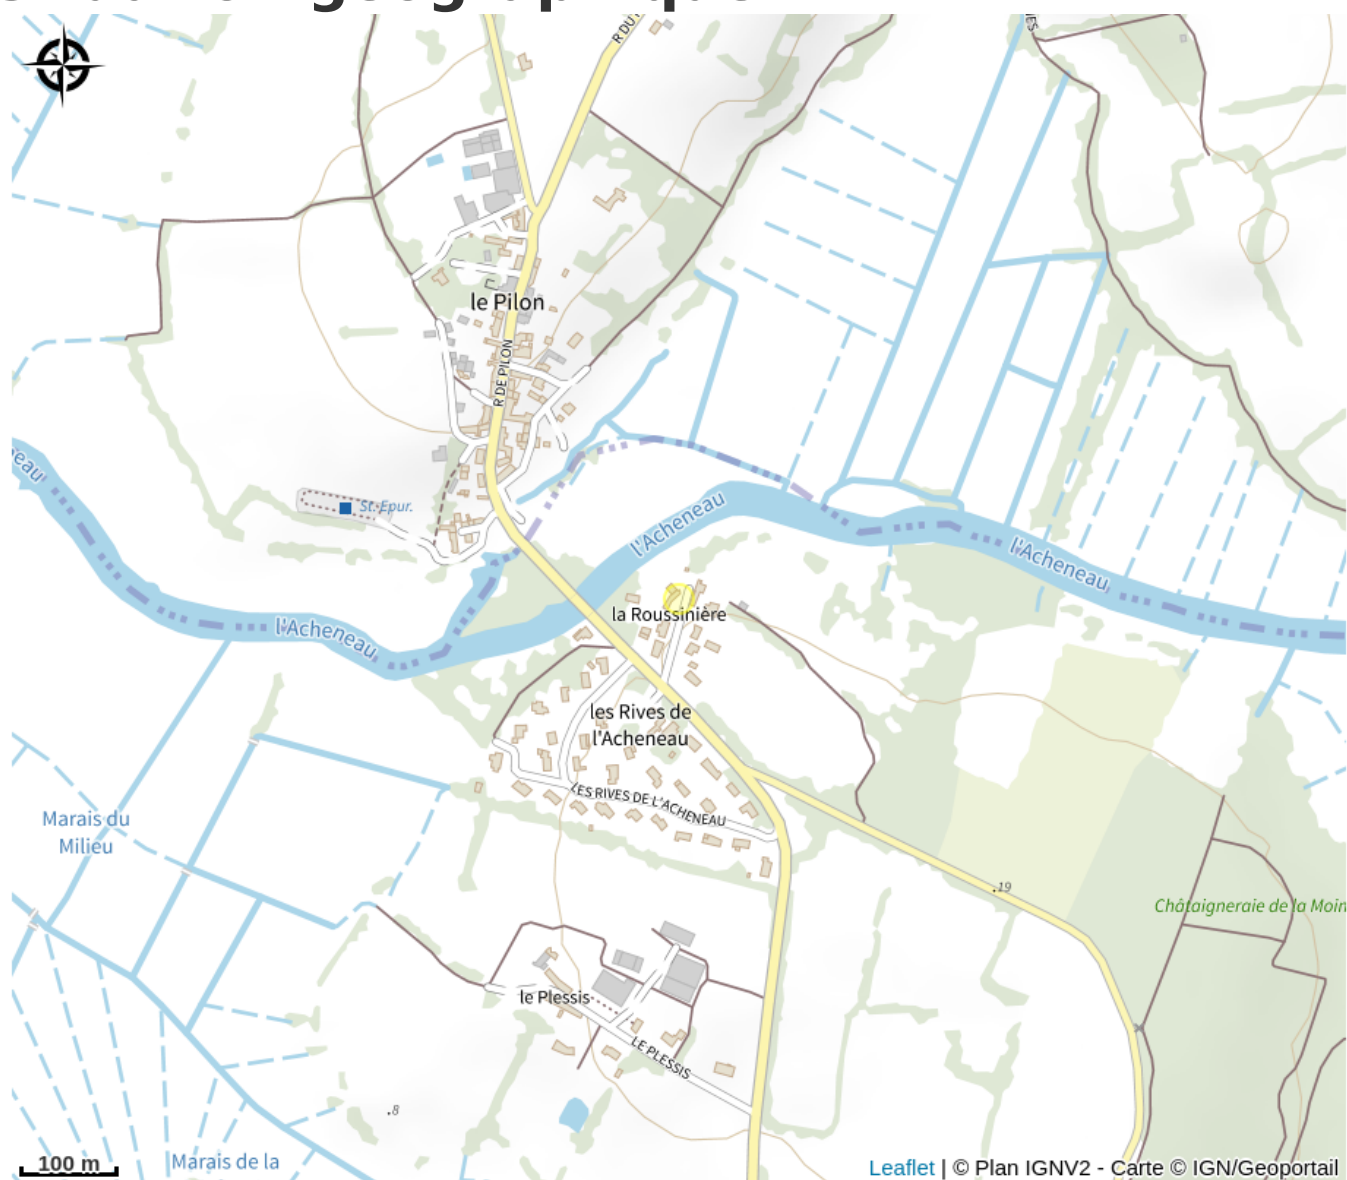 R DU
le Pilon
R DE PILON
St. Epur.
l'Acheneau
l'Acheneau
l'Acheneau
la Roussinière
les Rives de
l'Acheneau
LES RIVES DE L'ACHENEAU
Marais du
Milieu
19
Châtaigneraie de la Moin
le Plessis
LE PLESSIS
8
Marais de la
100 m
Leaflet | © Plan IGNV2 - Carte © IGN/Geoportail